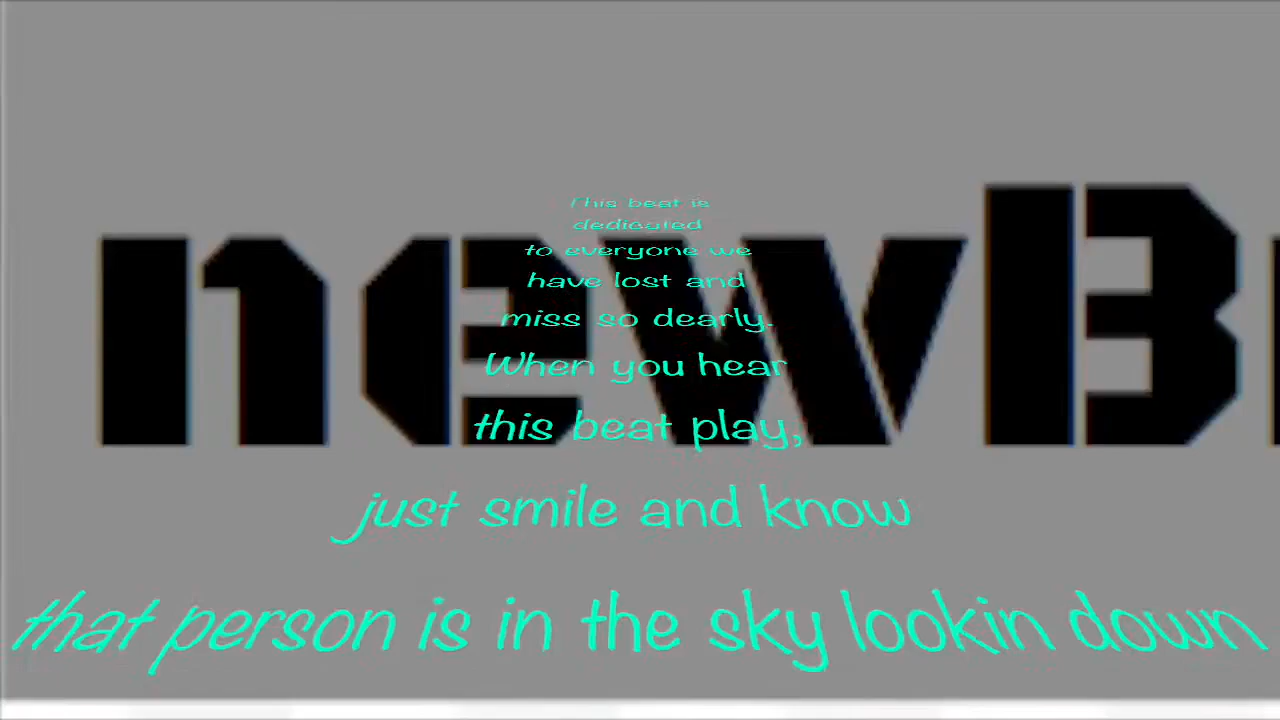 This beat is
dedicated
to everyone we
have lost and
miss so dearly.
When you hear
this beat play,
just smile and know
that person is in the sky lookin down
newB